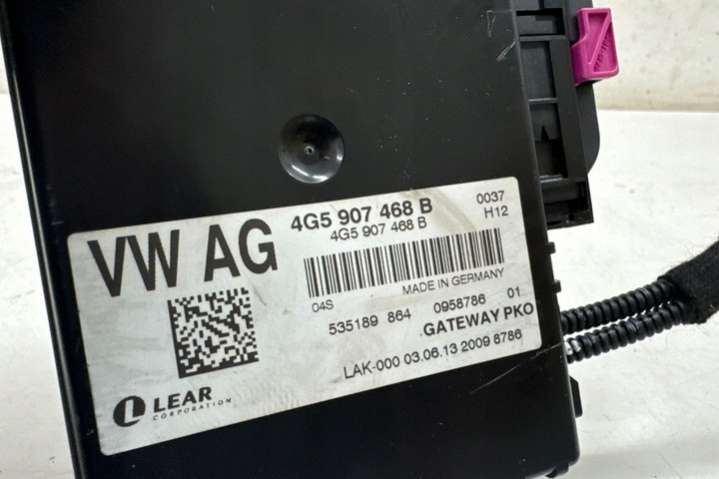 VW AG
4G5 907 468 B
0037
4G5 907 468 B
H12
04S
MADE IN GERMANY
535189 864
0958786
01
.GATEWAY PKO
LAK-000 03.06.13 2009 8786
LEAR
CORPORATION